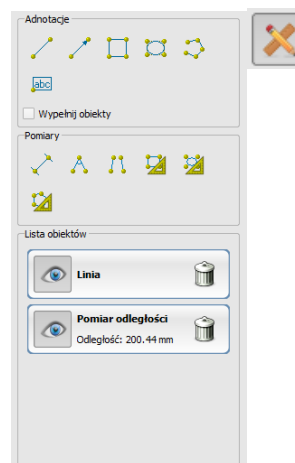 Adnotacje
abc
Wypełnij obiekty
Pomiary
Lista obiektów
Linia
Pomiar odległości
Odległość: 200.44 mm